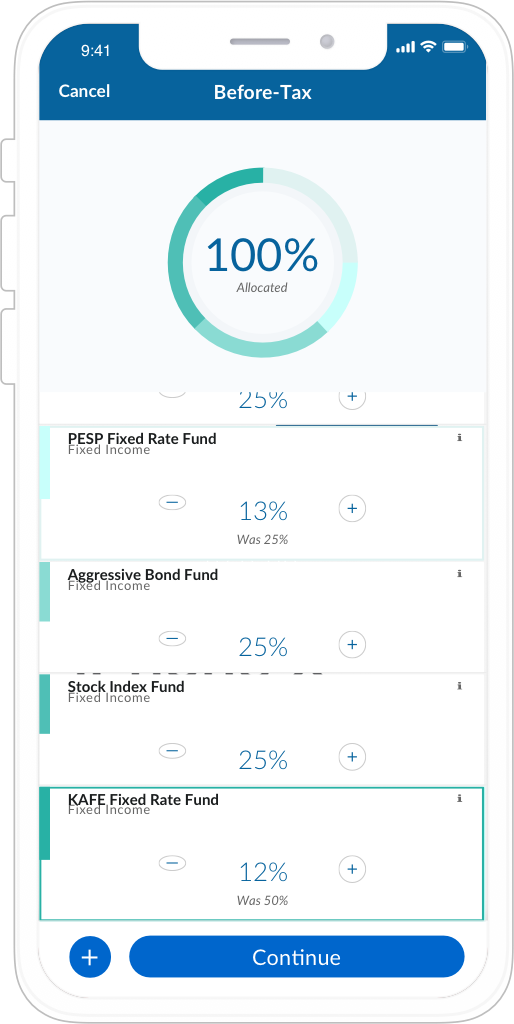 9:41
Cancel
Before-Tax
100%
Allocated
25%
+
PESP Fixed Rate Fund
i
Fixed Income
− 13% +
Was 25%
Aggressive Bond Fund
i
Fixed Income
− 25% +
Stock Index Fund
i
Fixed Income
− 25% +
KAFE Fixed Rate Fund
i
Fixed Income
− 12% +
Was 50%
+ Continue